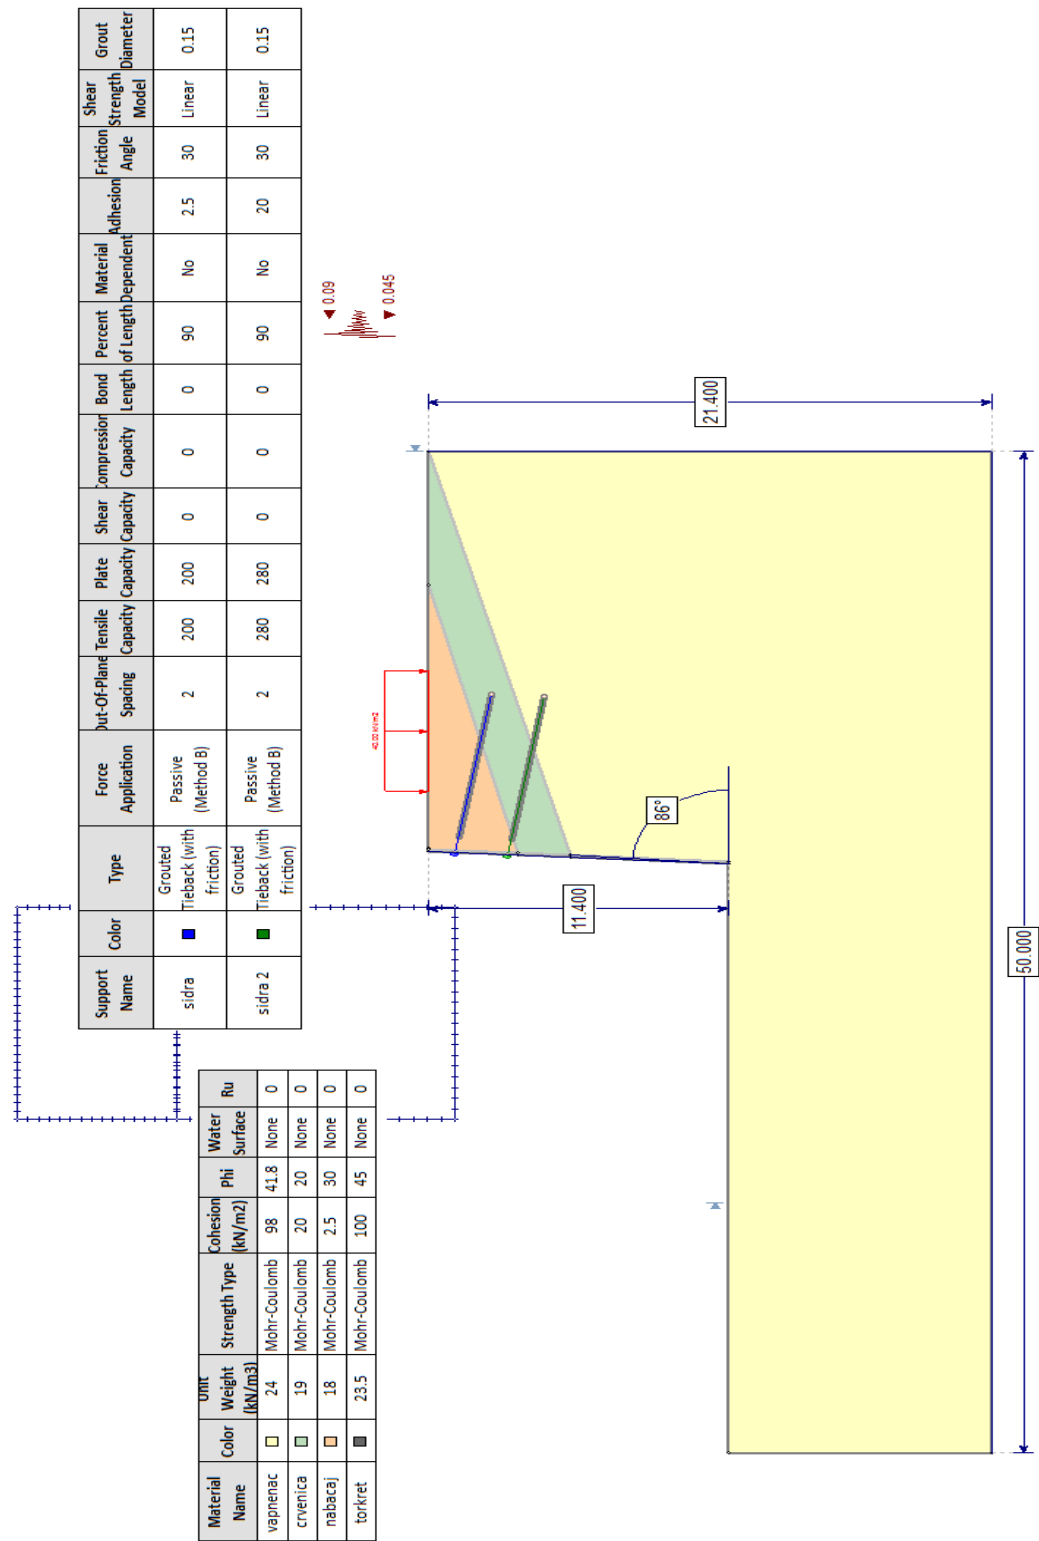 Support Name | Color | Type | Force Application | Out-Of-Plane Spacing | Tensile Capacity | Plate Capacity | Shear Capacity | Compression Capacity | Bond Length | Percent of Length | Material Dependent | Adhesion | Friction Angle | Shear Strength Model | Grout Diameter
sidra | Grouted Tieback (with friction) | Passive (Method B) | 2 | 200 | 200 | 0 | 0 | 0 | 90 | No | 2.5 | 30 | Linear | 0.15
sidra 2 | Grouted Tieback (with friction) | Passive (Method B) | 2 | 280 | 280 | 0 | 0 | 0 | 90 | No | 20 | 30 | Linear | 0.15
Material Name | Color | Unit Weight (kN/m3) | Strength Type | Cohesion (kN/m2) | Phi | Water Surface | Ru
vapnenac | 24 | Mohr-Coulomb | 98 | 41.8 | None | 0
crvenica | 19 | Mohr-Coulomb | 20 | 20 | None | 0
nabacaj | 18 | Mohr-Coulomb | 2.5 | 30 | None | 0
torkret | 23.5 | Mohr-Coulomb | 100 | 45 | None | 0
0.09
0.045
40.00 kN/m2
21.400
86°
11.400
50.000